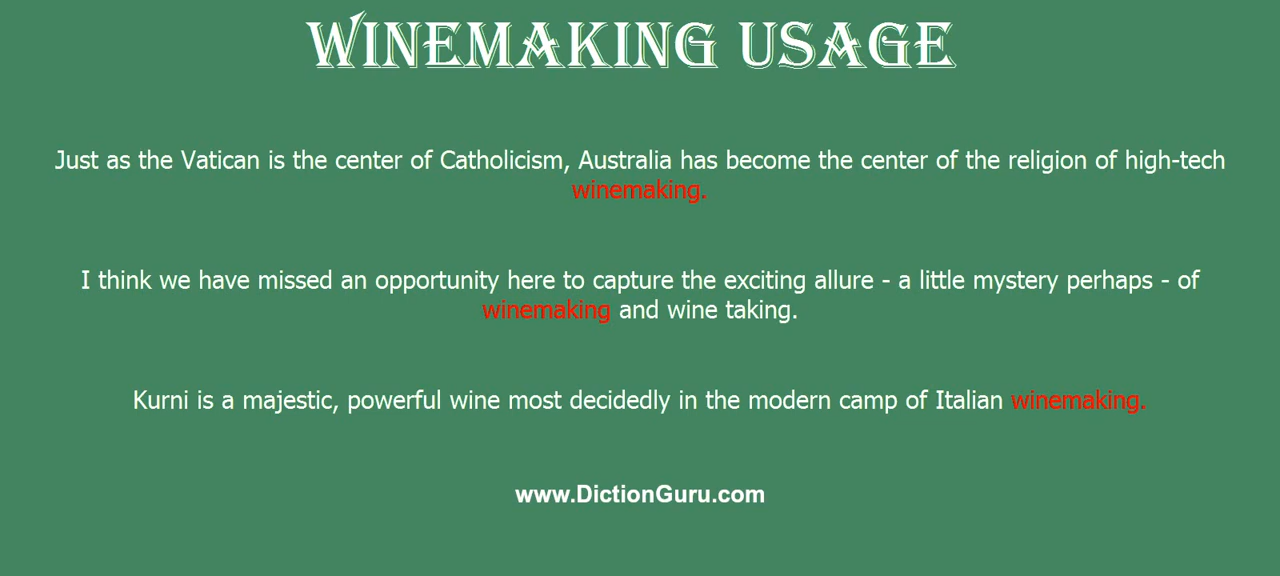 WINEMAKING USAGE
Just as the Vatican is the center of Catholicism, Australia has become the center of the religion of high-tech
winemaking.
I think we have missed an opportunity here to capture the exciting allure - a little mystery perhaps - of
winemaking and wine taking.
Kurni is a majestic, powerful wine most decidedly in the modern camp of Italian winemaking.
www.DictionGuru.com